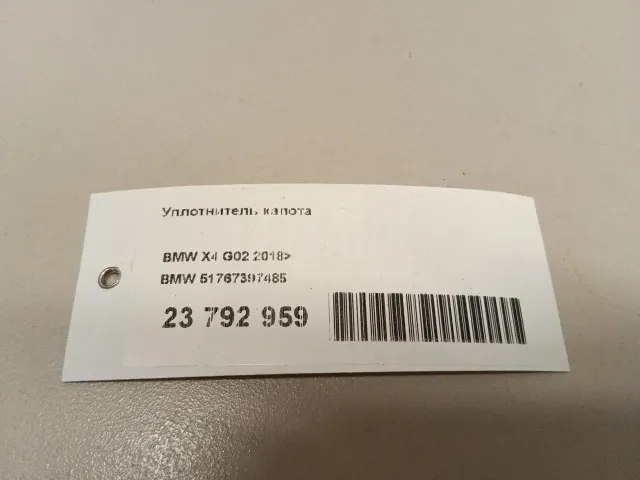 Уплотнитель капота
BMW X4 G02 2018>
BMW 51767397485
23 792 959